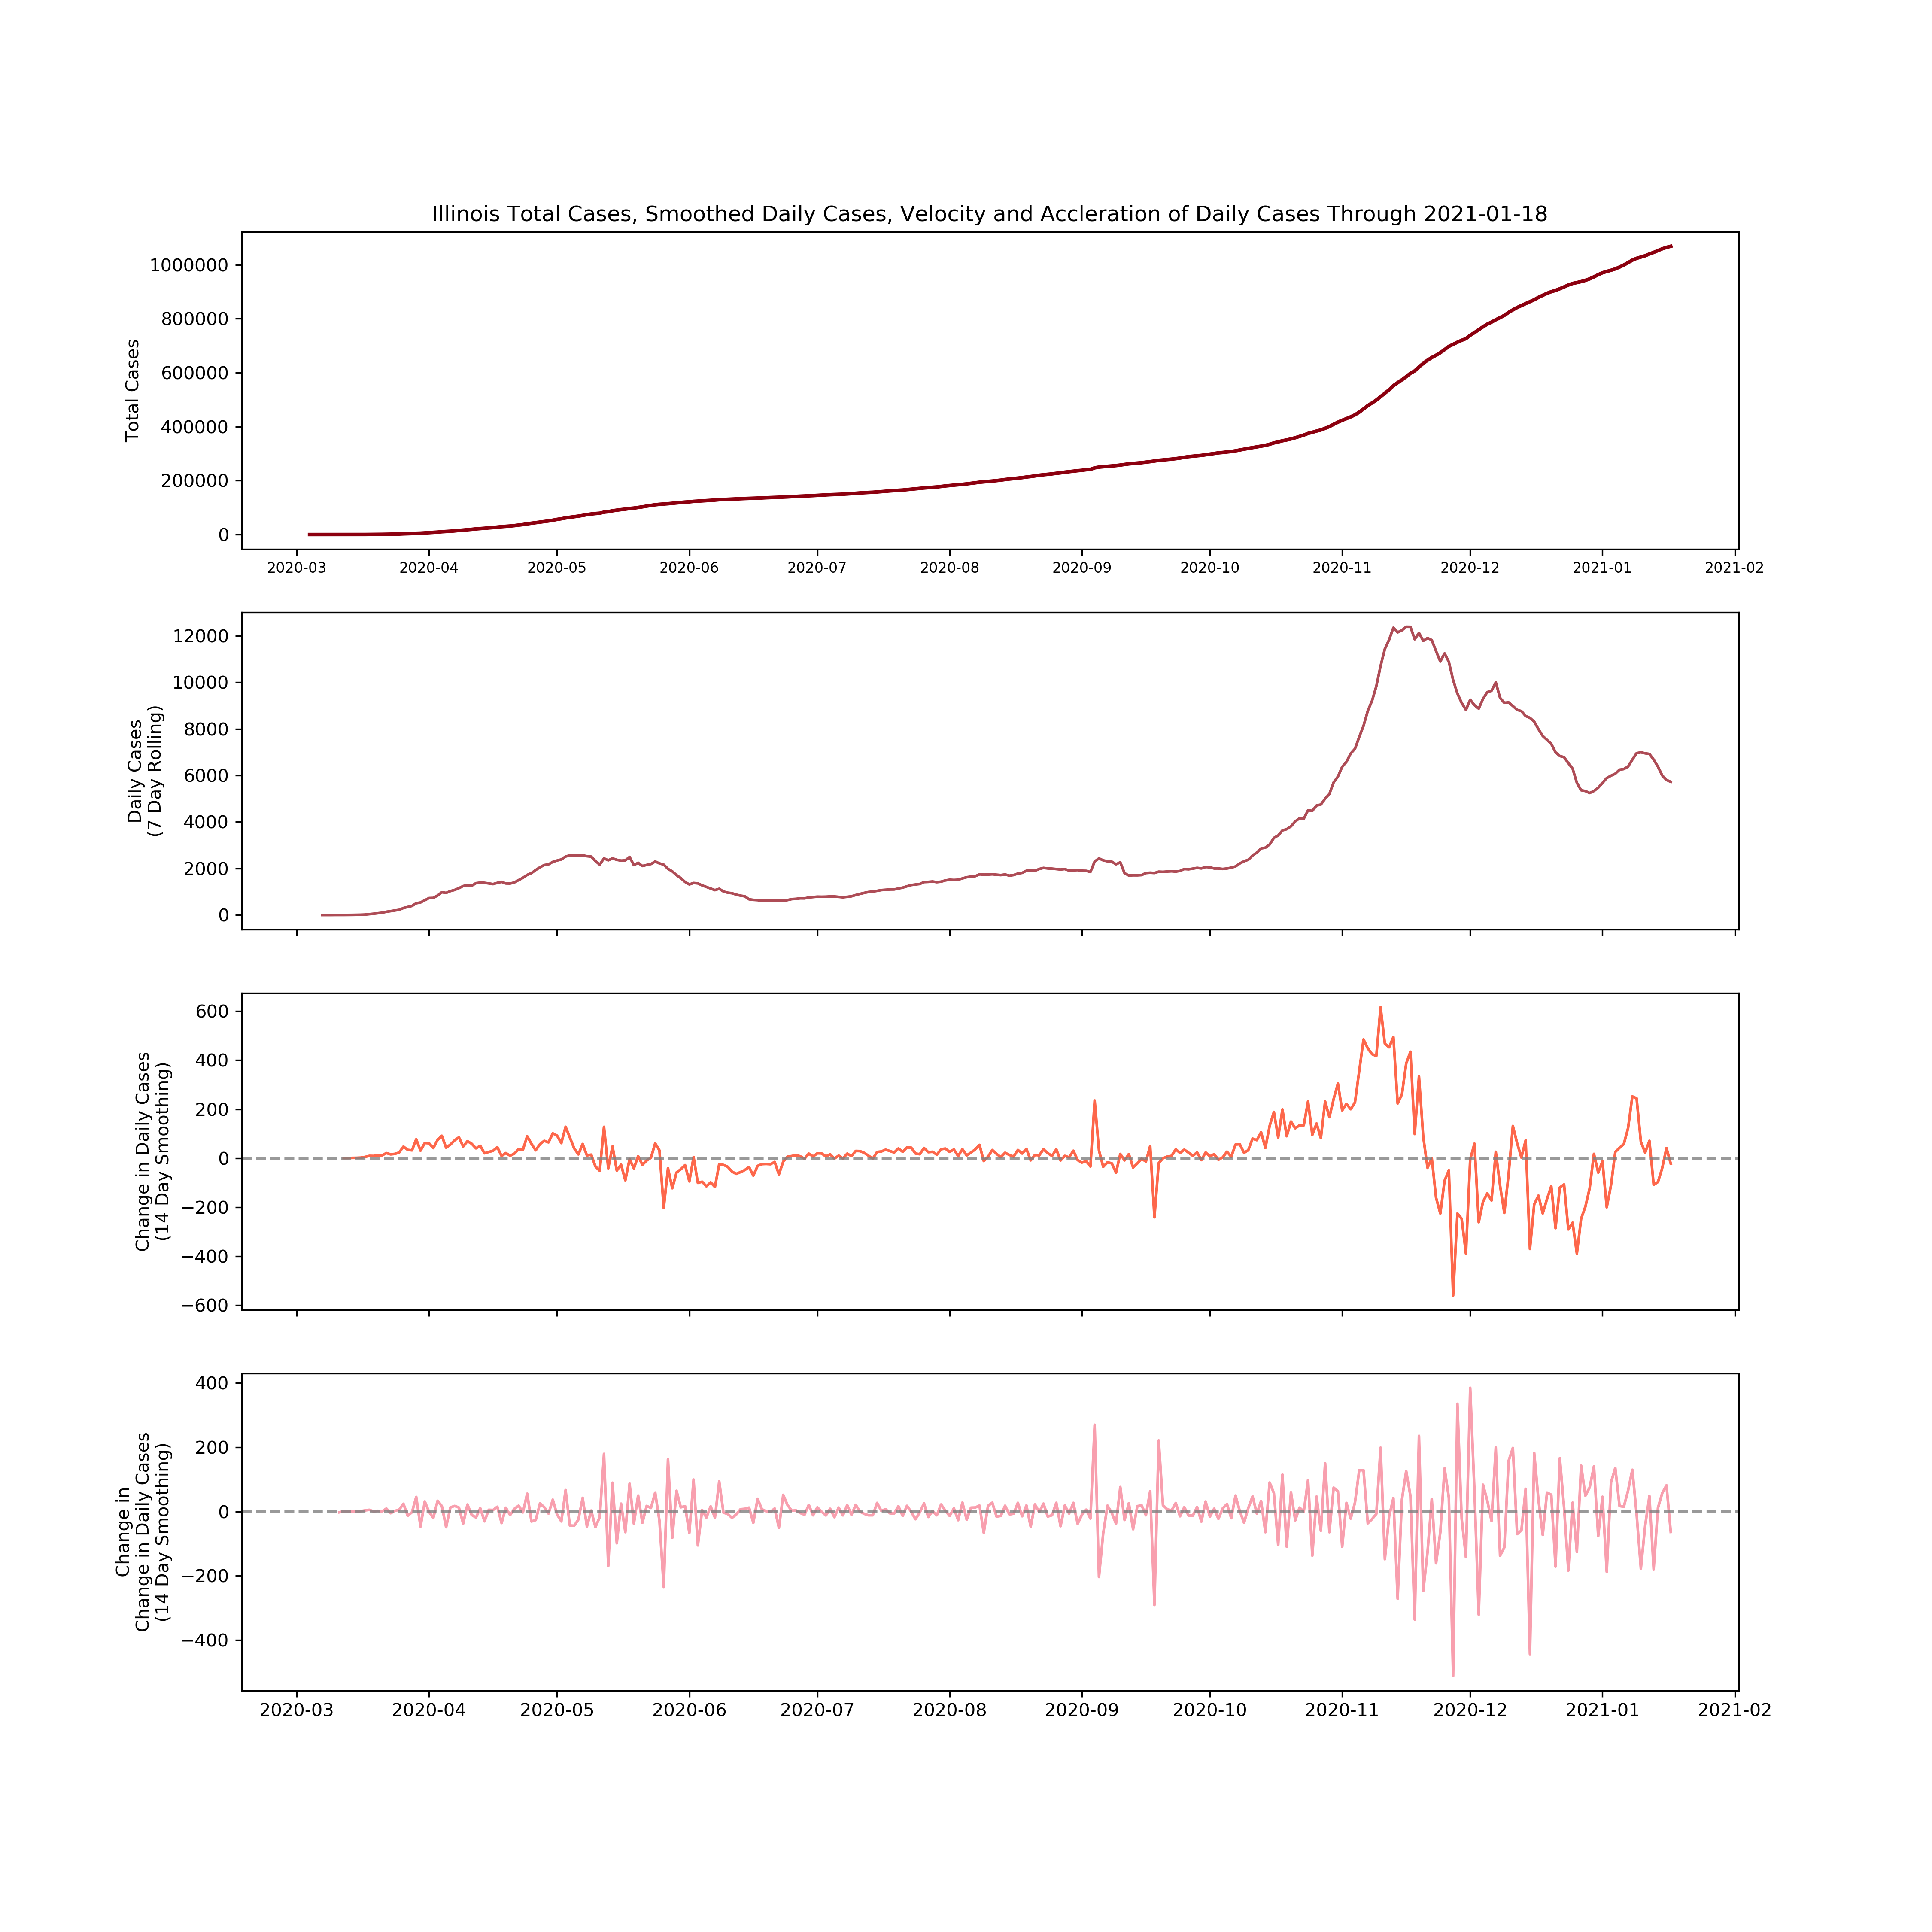 Illinois Total Cases, Smoothed Daily Cases, Velocity and Accleration of Daily Cases Through 2021-01-18
Total Cases
1000000
800000
600000
400000
200000
0
2020-03 2020-04 2020-05 2020-06 2020-07 2020-08 2020-09 2020-10 2020-11 2020-12 2021-01 2021-02
Daily Cases
(7 Day Rolling)
12000
10000
8000
6000
4000
2000
0
Change in Daily Cases
(14 Day Smoothing)
600
400
200
0
−200
−400
−600
Change in
Change in Daily Cases
(14 Day Smoothing)
400
200
0
−200
−400
2020-03 2020-04 2020-05 2020-06 2020-07 2020-08 2020-09 2020-10 2020-11 2020-12 2021-01 2021-02